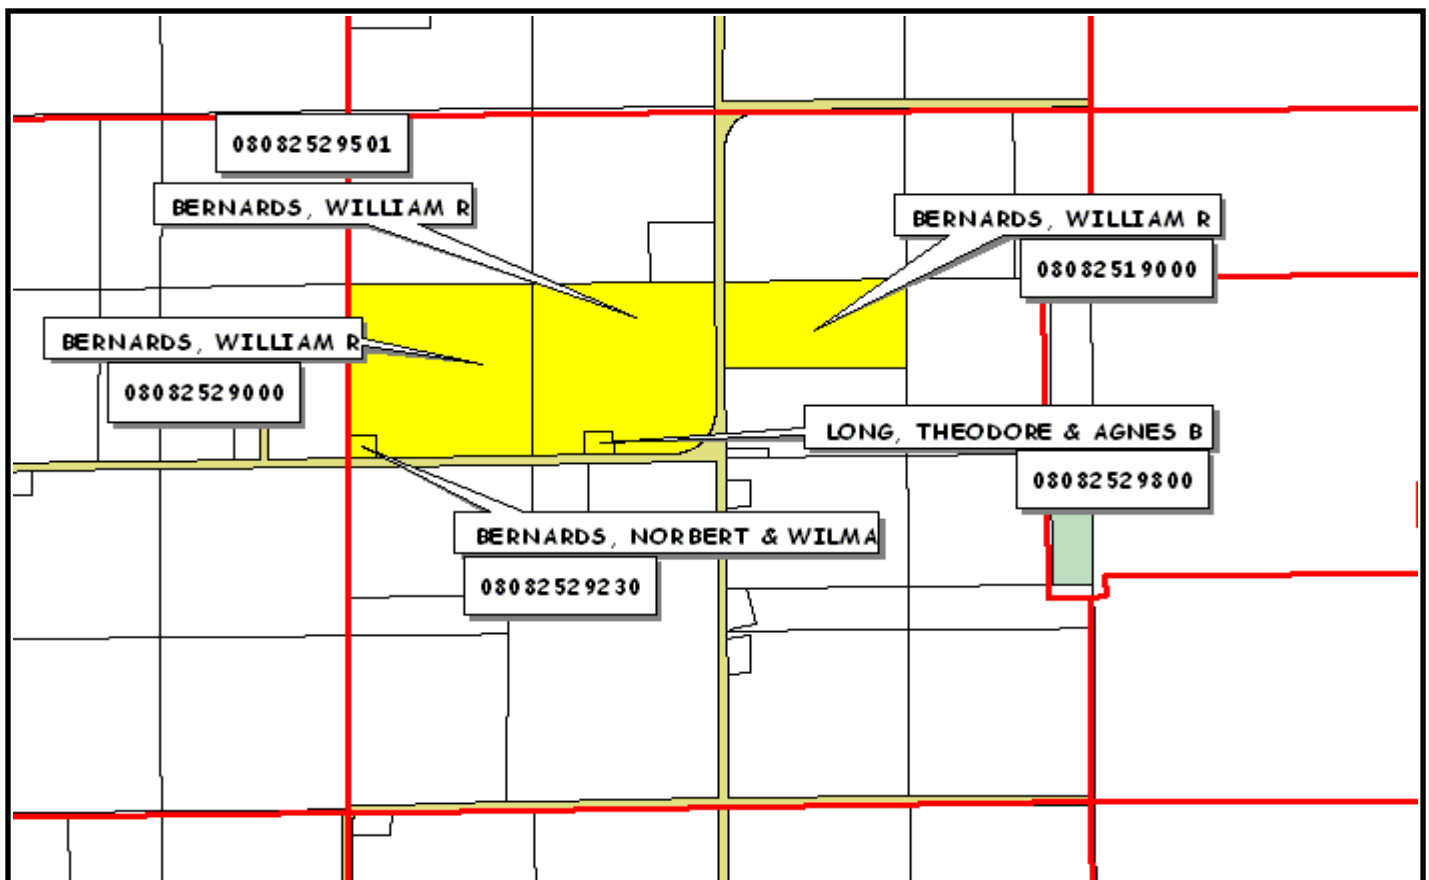 08082529501
BERNARDS, WILLIAM R
BERNARDS, WILLIAM R
08082519000
BERNARDS, WILLIAM R
08082529000
LONG, THEODORE & AGNES B
08082529800
BERNARDS, NORBERT & WILMA
08082529230